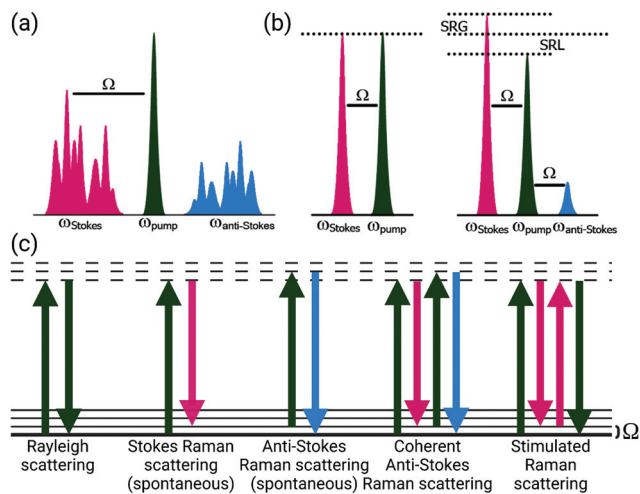 (a)
Ω
ωStokes ωpump ωanti-Stokes
(b)
Ω
ωStokes ωpump
SRG
SRL
Ω
Ω
ωStokes ωpump ωanti-Stokes
(c)
Ω
Rayleigh
scattering
Stokes Raman
scattering
(spontaneous)
Anti-Stokes
Raman scattering
(spontaneous)
Coherent
Anti-Stokes
Raman scattering
Stimulated
Raman
scattering